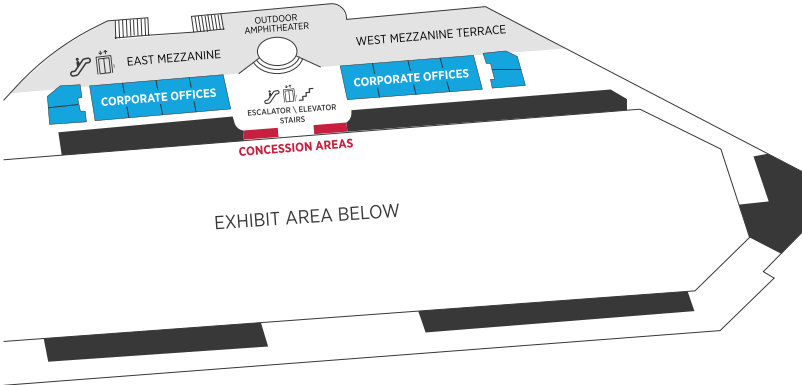 OUTDOOR
AMPHITHEATER
EAST MEZZANINE
WEST MEZZANINE TERRACE
CORPORATE OFFICES
CORPORATE OFFICES
ESCALATOR \ ELEVATOR
STAIRS
CONCESSION AREAS
EXHIBIT AREA BELOW